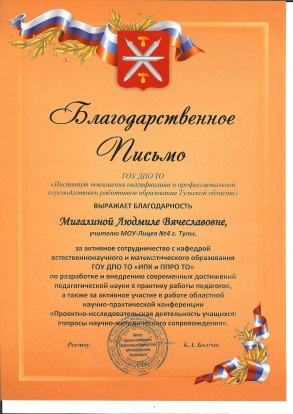 Благодарственное
Письмо
ГОУ ДПО ТО
«Институт повышения квалификации и профессиональной
переподготовки работников образования Тульской области»
ВЫРАЖАЕТ БЛАГОДАРНОСТЬ
Мигалиной Людмиле Вячеславовне,
учителю МОУ-Лицея №4 г. Тулы,
за активное сотрудничество с кафедрой
естественнонаучного и математического образования
ГОУ ДПО ТО «ИПК и ППРО ТО»
по разработке и внедрению современных достижений
педагогической науки в практику работы педагогов,
а также за активное участие в работе областной
научно-практической конференции
«Проектно-исследовательская деятельность учащихся:
вопросы научно-методического сопровождения».
Ректор К.А.